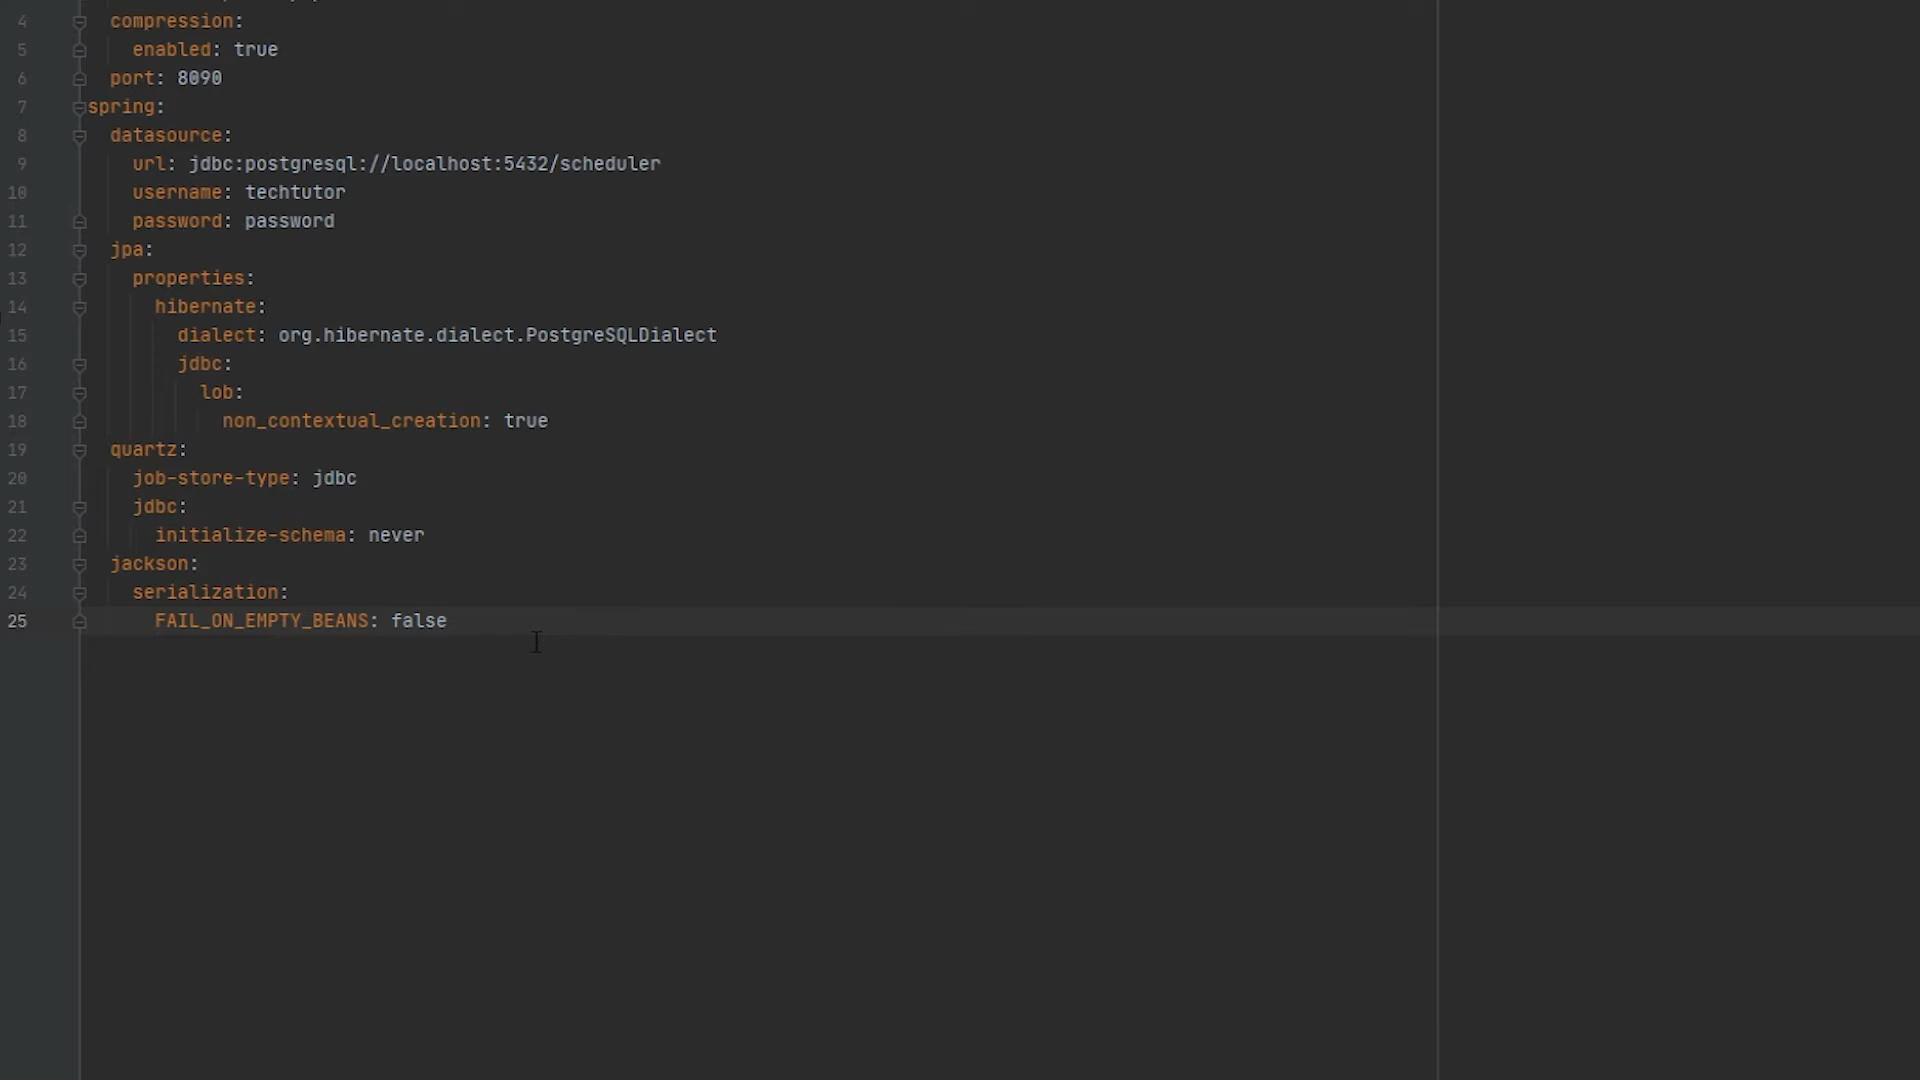 4 compression:
5 enabled: true
6 port: 8090
7 spring:
8 datasource:
9 url: jdbc:postgresql://localhost:5432/scheduler
10 username: techtutor
11 password: password
12 jpa:
13 properties:
14 hibernate:
15 dialect: org.hibernate.dialect.PostgreSQLDialect
16 jdbc:
17 lob:
18 non_contextual_creation: true
19 quartz:
20 job-store-type: jdbc
21 jdbc:
22 initialize-schema: never
23 jackson:
24 serialization:
25 FAIL_ON_EMPTY_BEANS: false